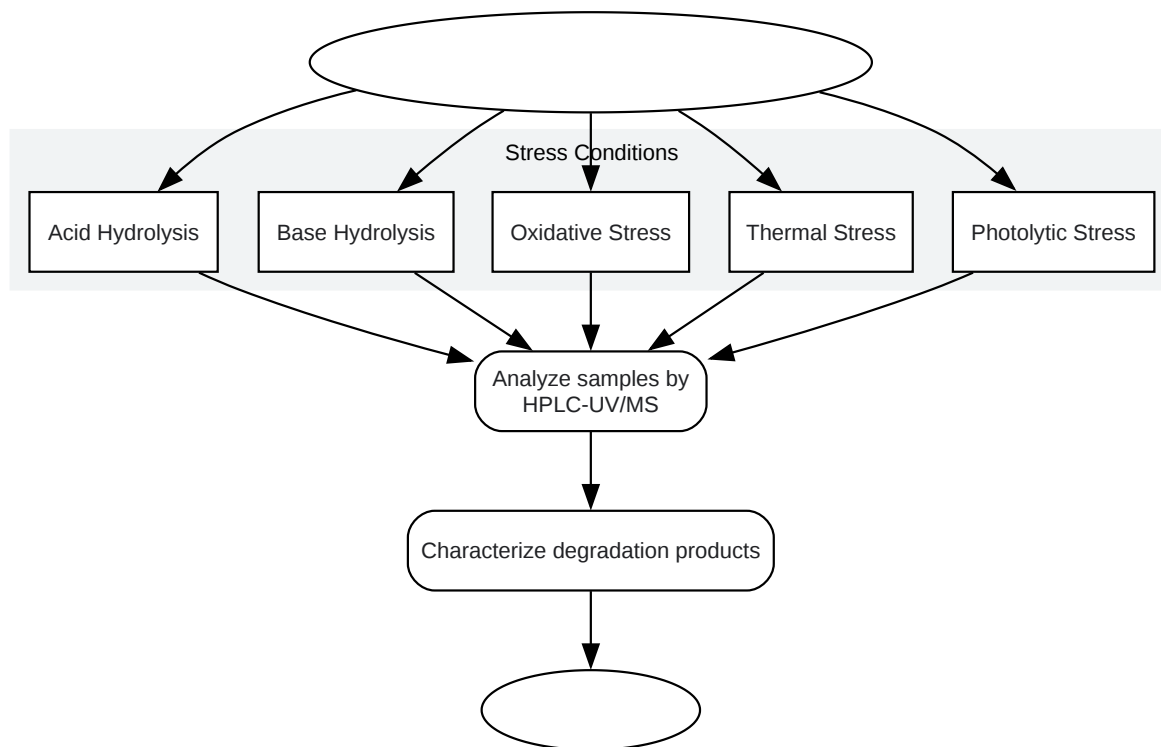 Stress Conditions
Acid Hydrolysis
Base Hydrolysis
Oxidative Stress
Thermal Stress
Photolytic Stress
Analyze samples by
HPLC-UV/MS
Characterize degradation products